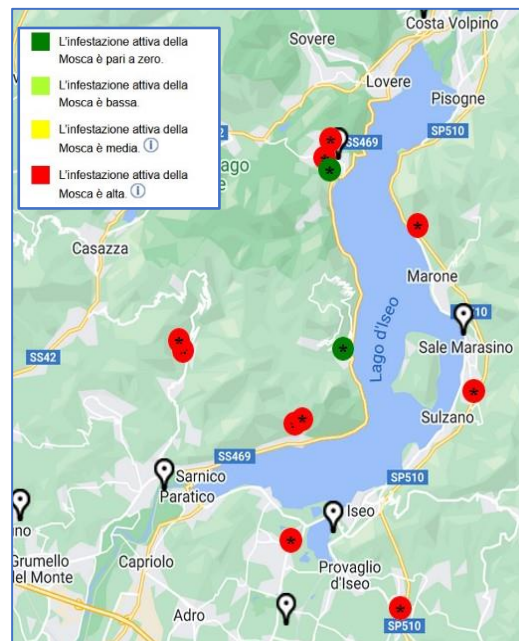 L'infestazione attiva della
Mosca è pari a zero.
L'infestazione attiva della
Mosca è bassa.
L'infestazione attiva della
Mosca è media.
L'infestazione attiva della
Mosca è alta.
Costa Volpino
Sovere
Lovere
Pisogne
SP510
SS469
Casazza
Marone
Lago d'Iseo
Sale Marasino
SS42
Sulzano
SS469
Sarnico
Paratico
SP510
Iseo
Grumello
del Monte
Capriolo
Provaglio
d'Iseo
Adro
SP510